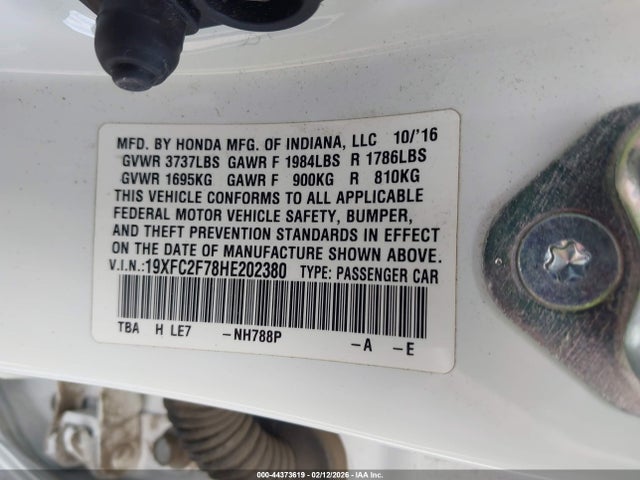 MFD. BY HONDA MFG. OF INDIANA, LLC 10/'16
GVWR 3737LBS GAWR F 1984LBS R 1786LBS
GVWR 1695KG GAWR F 900KG R 810KG
THIS VEHICLE CONFORMS TO ALL APPLICABLE
FEDERAL MOTOR VEHICLE SAFETY, BUMPER,
AND THEFT PREVENTION STANDARDS IN EFFECT
ON THE DATE OF MANUFACTURE SHOWN ABOVE.
V.I.N.:19XFC2F78HE202380 TYPE: PASSENGER CAR
TBA H LE7 -NH788P -A -E
000-44373619 - 02/12/2026 - IAAI.com